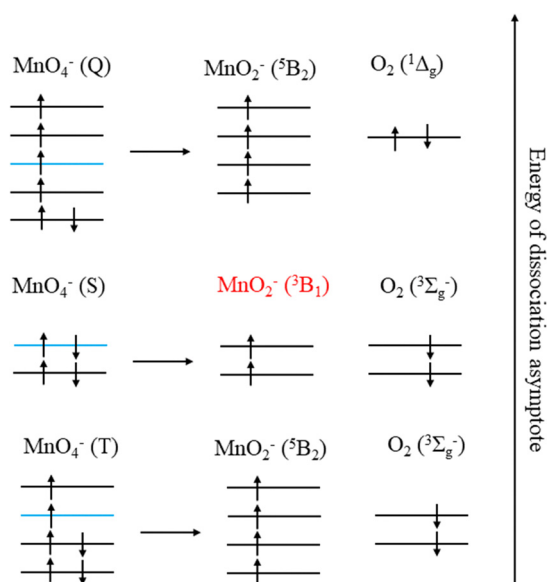 MnO₄⁻ (Q) MnO₂⁻ (⁵B₂) O₂ (¹Δg)
MnO₄⁻ (S) MnO₂⁻ (³B₁) O₂ (³Σg⁻)
MnO₄⁻ (T) MnO₂⁻ (⁵B₂) O₂ (³Σg⁻)
Energy of dissociation asymptote